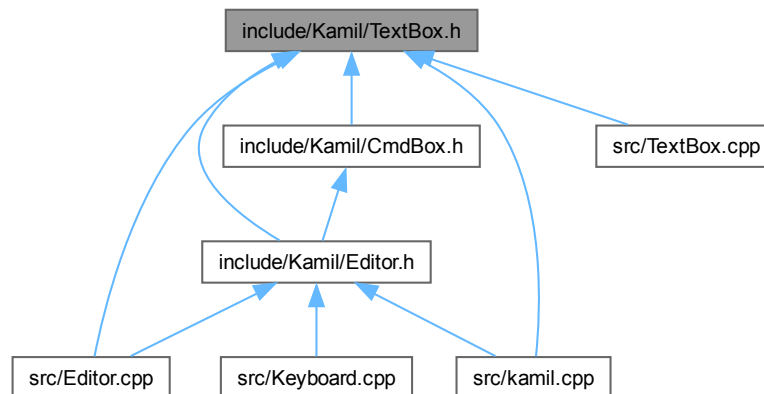 include/Kamil/TextBox.h
include/Kamil/CmdBox.h
src/TextBox.cpp
include/Kamil/Editor.h
src/Editor.cpp
src/Keyboard.cpp
src/kamil.cpp